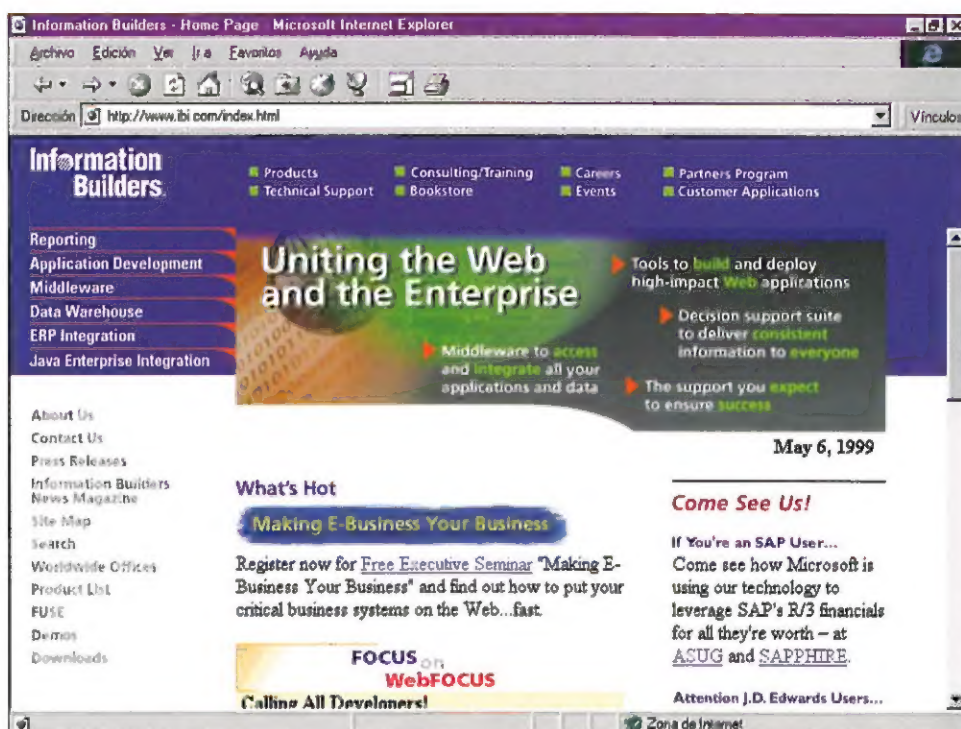 Information Builders - Home Page - Microsoft Internet Explorer
Archivo Edición Ver Ir a Favoritos Ayuda
Dirección http://www.ibi.com/index.html Vínculos
Information
Builders
Products Consulting/Training Careers Partners Program
Technical Support Bookstore Events Customer Applications
Reporting
Application Development
Middleware
Data Warehouse
ERP Integration
Java Enterprise Integration
Uniting the Web
and the Enterprise
Tools to build and deploy
high-impact Web applications
Decision support suite
to deliver consistent
information to everyone
Middleware to access
and integrate all your
applications and data
The support you expect
to ensure success
May 6, 1999
About Us
Contact Us
Press Releases
Information Builders
News Magazine
Site Map
Search
Worldwide Offices
Product List
FUSE
Demos
Downloads
What's Hot
Making E-Business Your Business
Register now for Free Executive Seminar "Making E-
Business Your Business" and find out how to put your
critical business systems on the Web...fast.
FOCUS on
WebFOCUS
Calling All Developers!
Come See Us!
If You're an SAP User...
Come see how Microsoft is
using our technology to
leverage SAP's R/3 financials
for all they're worth – at
ASUG and SAPPHIRE.
Attention J.D. Edwards Users...
Zona de Internet